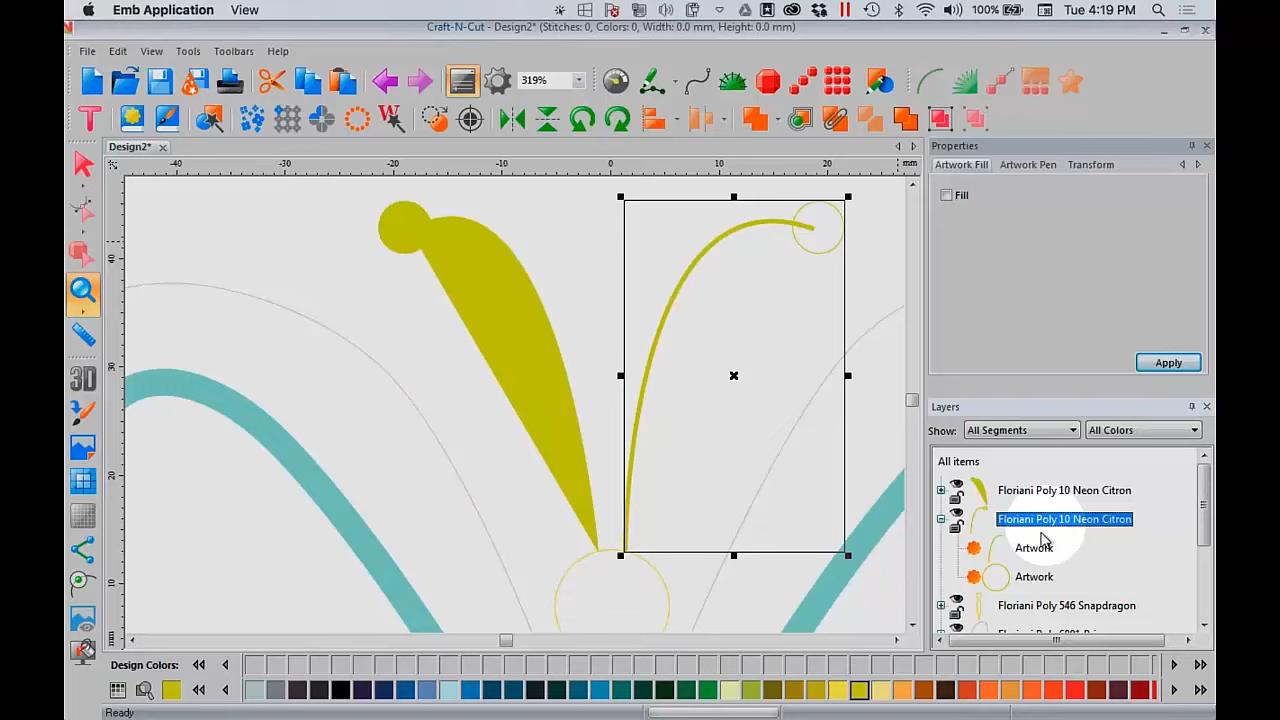 Emb Application View 100% Tue 4:19 PM
Craft-N-Cut - Design2* (Stitches: 0, Colors: 0, Width: 0.0 mm, Height: 0.0 mm)
File Edit View Tools Toolbars Help
319%
Design2*
Properties
-40 -30 -20 -10 0 10 20 mm
Artwork Fill Artwork Pen Transform
Fill
40
30
20
10
mm
Apply
Layers
Show: All Segments All Colors
All items
Floriani Poly 10 Neon Citron
Floriani Poly 10 Neon Citron
Artwork
Artwork
Floriani Poly 546 Snapdragon
Design Colors:
3D
Ready